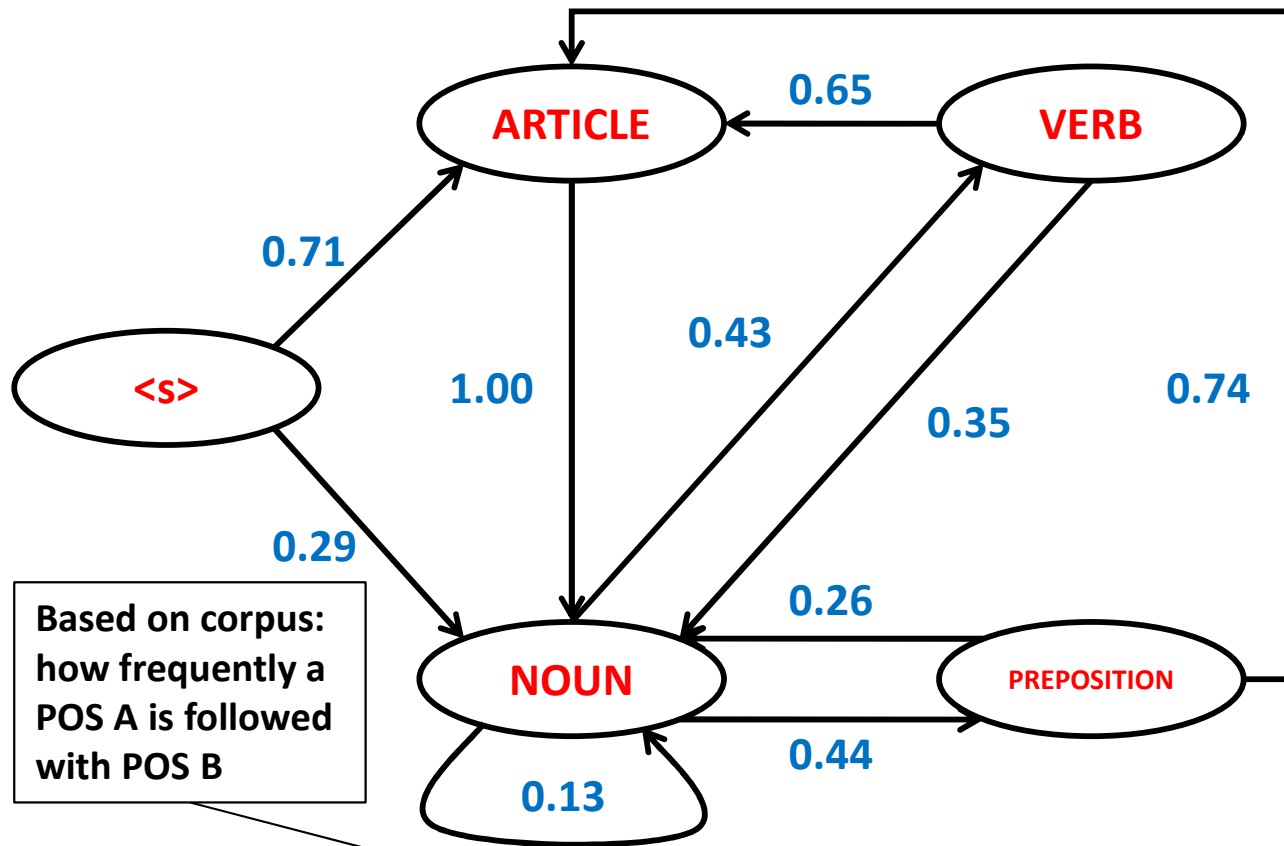 ARTICLE
0.65
VERB
0.71
<s>
1.00
0.43
0.35
0.74
0.29
Based on corpus:
how frequently a
POS A is followed
with POS B
NOUN
0.26
PREPOSITION
0.44
0.13